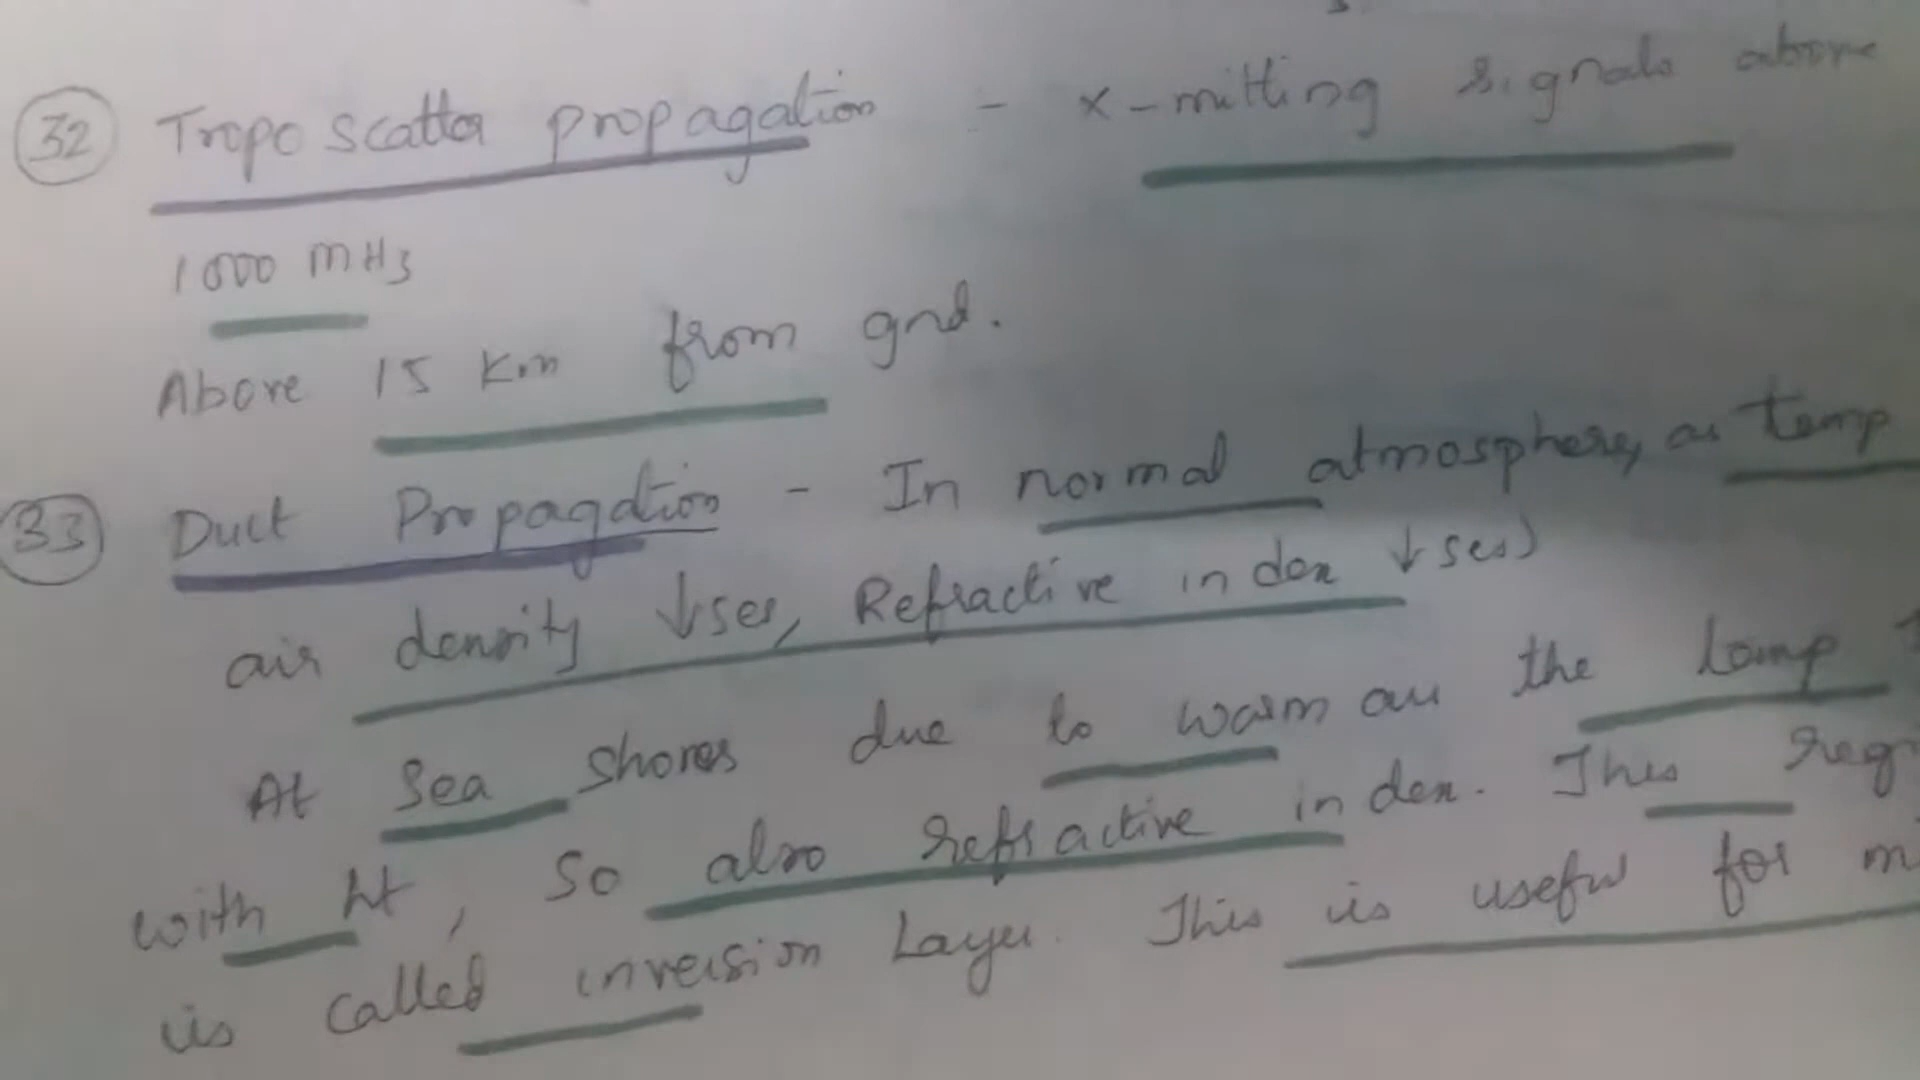 32 Tropo scatter propagation - x-mitting signals above
1000 MHz
Above 15 Km from gnd.
33 Duct Propagation - In normal atmosphere, as temp
air density ↓ses, Refractive index ↓ses)
At Sea shores due to warm air the temp
with ht, so also refractive index. This
is called inversion Layer. This is useful for